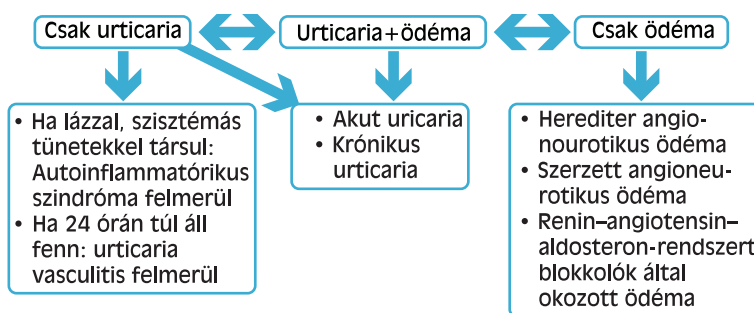 Csak urticaria
Urticaria+ödéma
Csak ödéma
• Ha lázzal, szisztémás
tünetekkel társul:
Autoinflammatórikus
szindróma felmerül
• Ha 24 órán túl áll
fenn: urticaria
vasculitis felmerül
• Akut uricaria
• Krónikus
urticaria
• Herediter angio-
nourotikus ödéma
• Szerzett angioneu-
rotikus ödéma
• Renin–angiotensin–
aldosteron-rendszert
blokkolók által
okozott ödéma